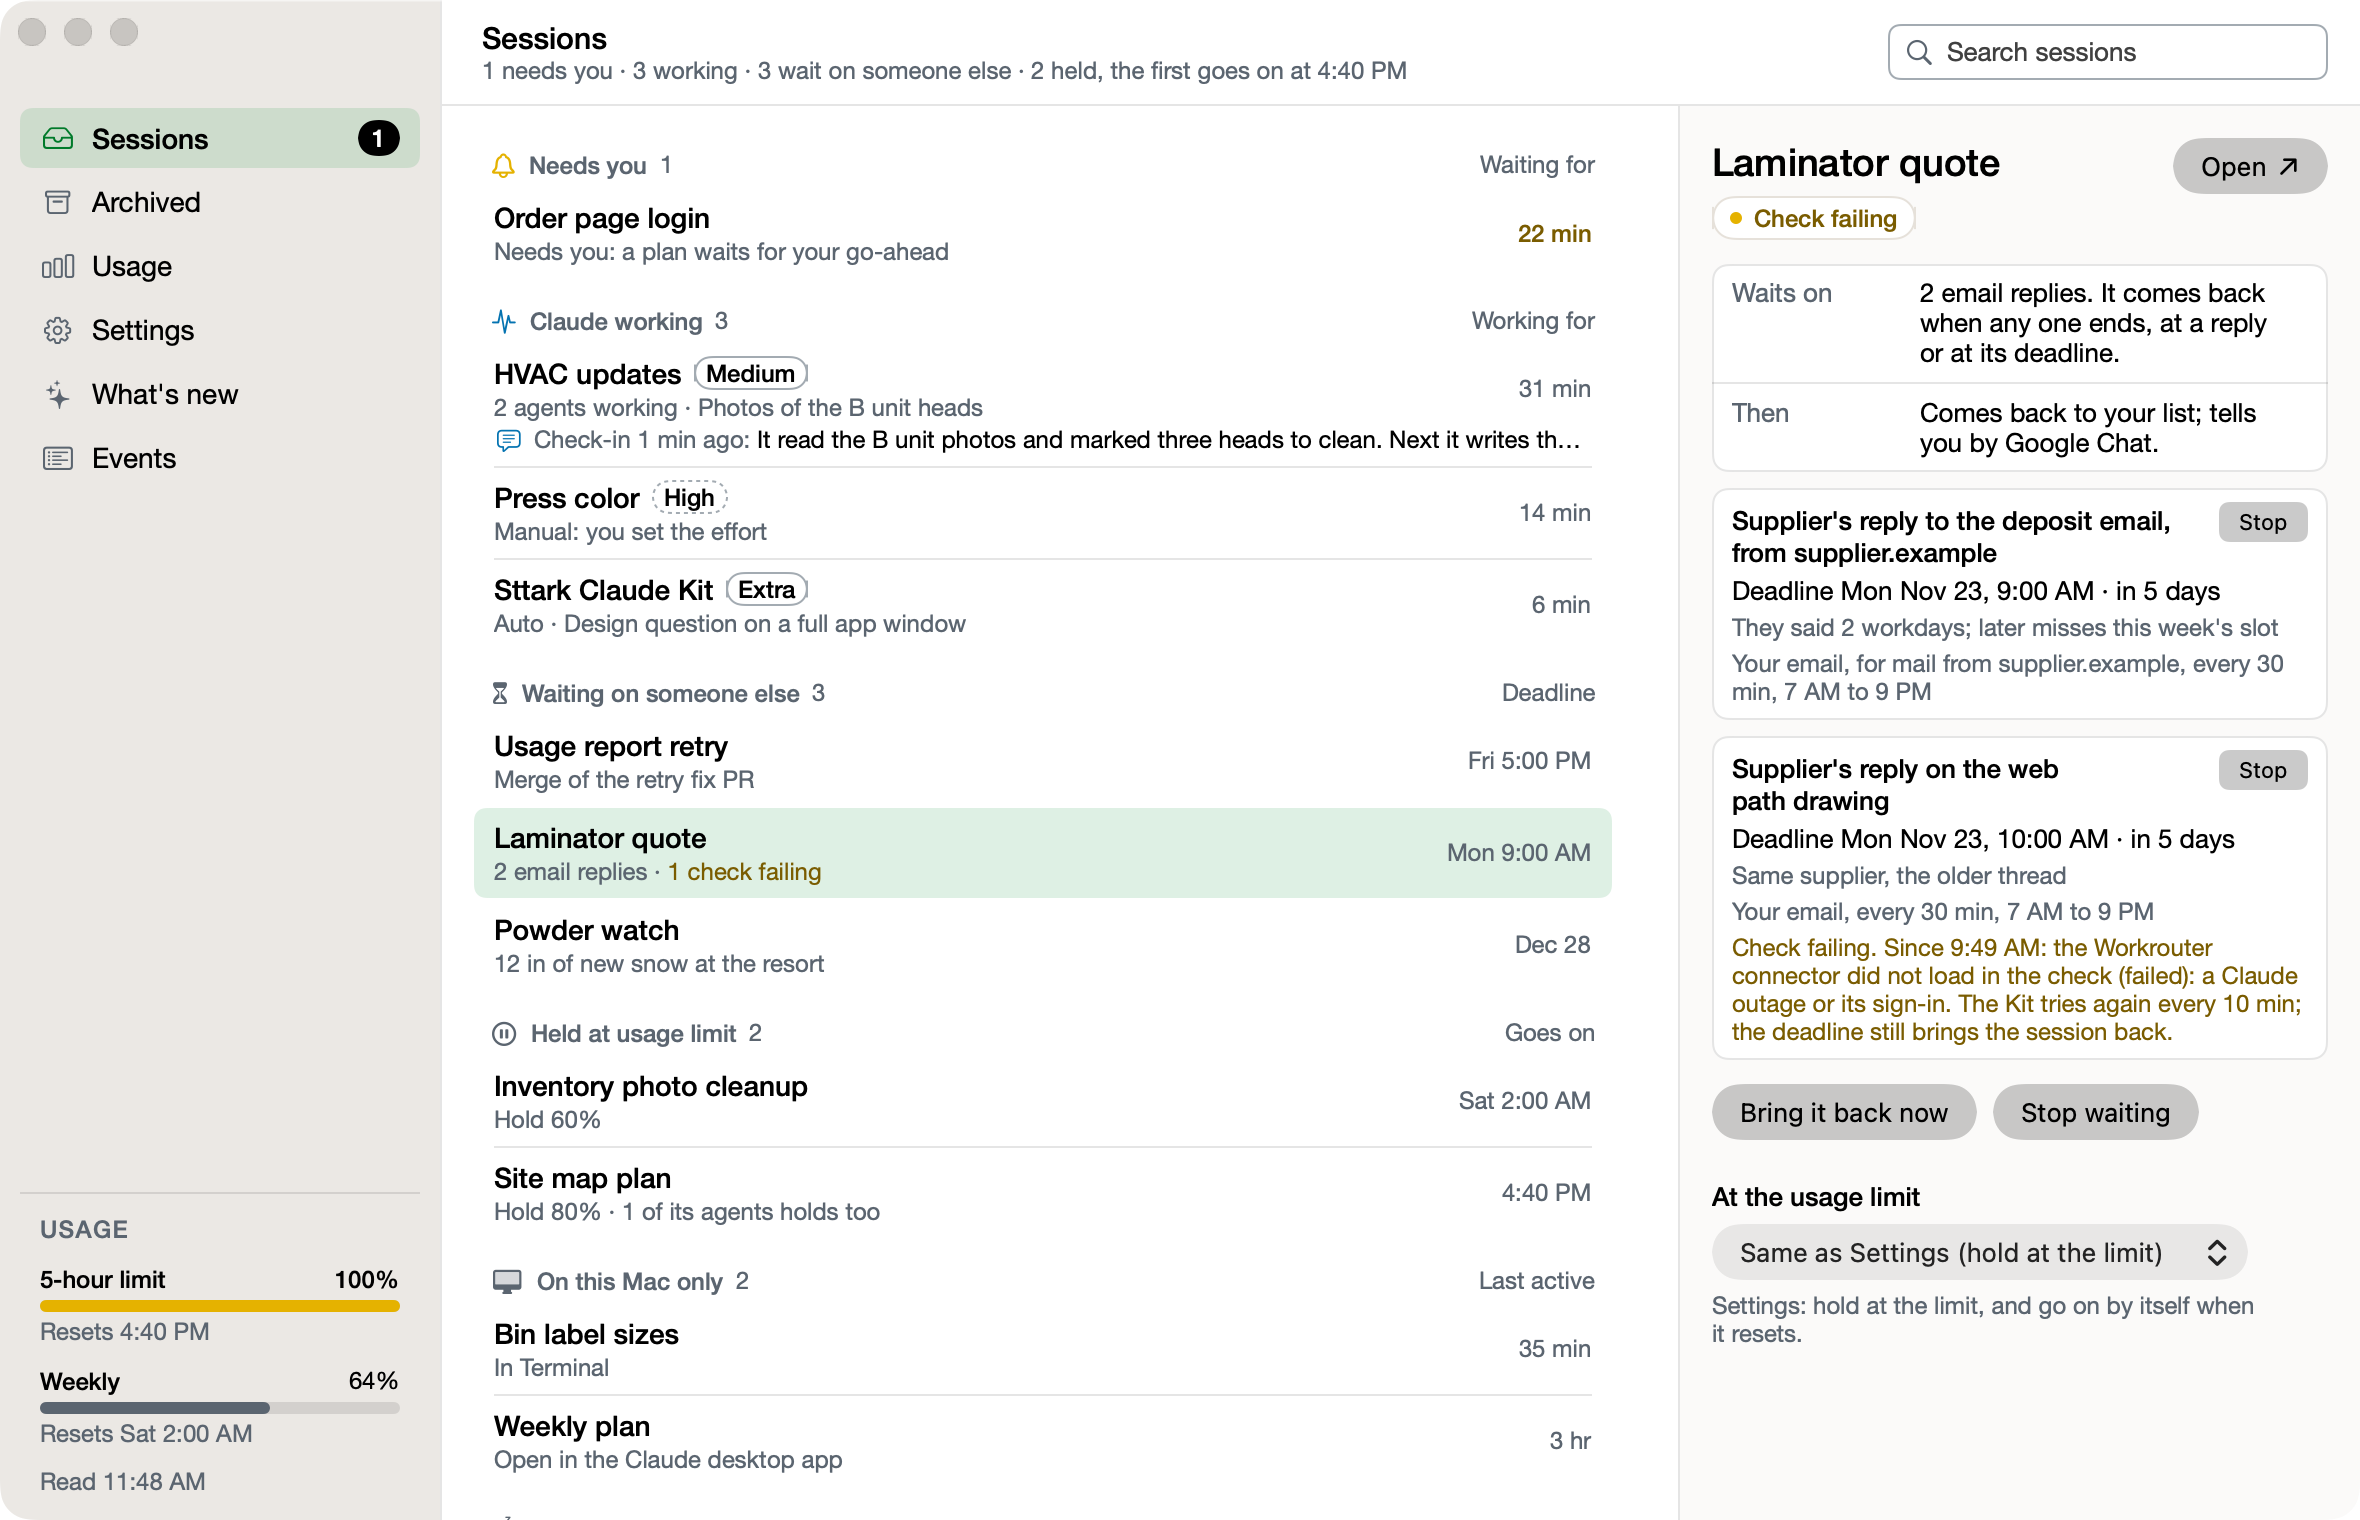 Sessions
1
Archived
Usage
Settings
What's new
Events
USAGE
5-hour limit 100%
Resets 4:40 PM
Weekly 64%
Resets Sat 2:00 AM
Read 11:48 AM
Sessions
1 needs you · 3 working · 3 wait on someone else · 2 held, the first goes on at 4:40 PM
Search sessions
Needs you 1 Waiting for
Order page login
Needs you: a plan waits for your go-ahead
22 min
Claude working 3 Working for
HVAC updates Medium
2 agents working · Photos of the B unit heads
31 min
Check-in 1 min ago: It read the B unit photos and marked three heads to clean. Next it writes th…
Press color High
Manual: you set the effort
14 min
Sttark Claude Kit Extra
Auto · Design question on a full app window
6 min
Waiting on someone else 3 Deadline
Usage report retry
Merge of the retry fix PR
Fri 5:00 PM
Laminator quote
2 email replies · 1 check failing
Mon 9:00 AM
Powder watch
12 in of new snow at the resort
Dec 28
Held at usage limit 2 Goes on
Inventory photo cleanup
Hold 60%
Sat 2:00 AM
Site map plan
Hold 80% · 1 of its agents holds too
4:40 PM
On this Mac only 2 Last active
Bin label sizes
In Terminal
35 min
Weekly plan
Open in the Claude desktop app
3 hr
Laminator quote
Open
Check failing
Waits on
2 email replies. It comes back
when any one ends, at a reply
or at its deadline.
Then
Comes back to your list; tells
you by Google Chat.
Supplier's reply to the deposit email,
from supplier.example
Stop
Deadline Mon Nov 23, 9:00 AM · in 5 days
They said 2 workdays; later misses this week's slot
Your email, for mail from supplier.example, every 30
min, 7 AM to 9 PM
Supplier's reply on the web
path drawing
Stop
Deadline Mon Nov 23, 10:00 AM · in 5 days
Same supplier, the older thread
Your email, every 30 min, 7 AM to 9 PM
Check failing. Since 9:49 AM: the Workrouter
connector did not load in the check (failed): a Claude
outage or its sign-in. The Kit tries again every 10 min;
the deadline still brings the session back.
Bring it back now
Stop waiting
At the usage limit
Same as Settings (hold at the limit)
Settings: hold at the limit, and go on by itself when
it resets.